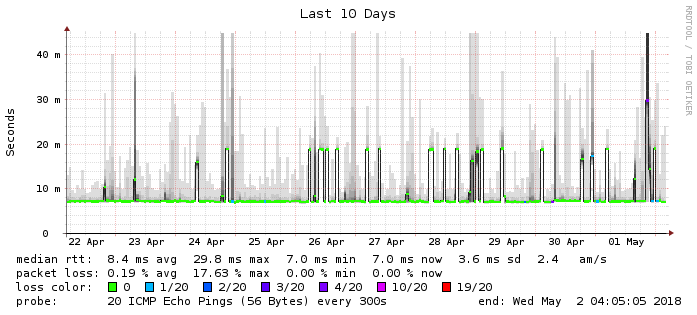 Last 10 Days
RRDTOOL / TOBI OETIKER
Seconds
40 m
30 m
20 m
10 m
0
22 Apr 23 Apr 24 Apr 25 Apr 26 Apr 27 Apr 28 Apr 29 Apr 30 Apr 01 May
median rtt: 8.4 ms avg 29.8 ms max 7.0 ms min 7.0 ms now 3.6 ms sd 2.4 am/s
packet loss: 0.19 % avg 17.63 % max 0.00 % min 0.00 % now
loss color: 0 1/20 2/20 3/20 4/20 10/20 19/20
probe: 20 ICMP Echo Pings (56 Bytes) every 300s end: Wed May 2 04:05:05 2018